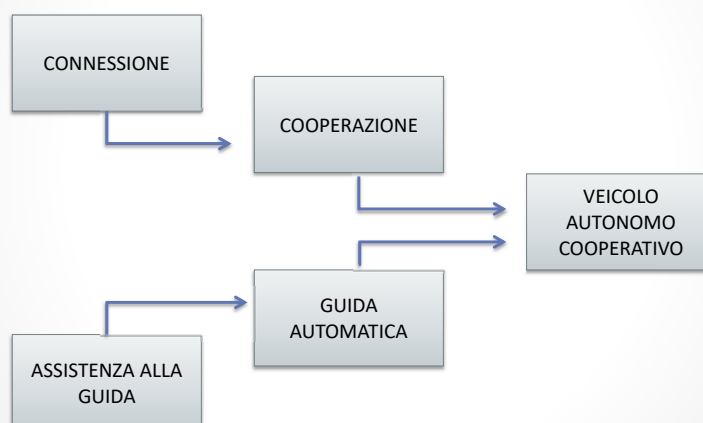 CONNESSIONE
COOPERAZIONE
VEICOLO
AUTONOMO
COOPERATIVO
GUIDA
AUTOMATICA
ASSISTENZA ALLA
GUIDA